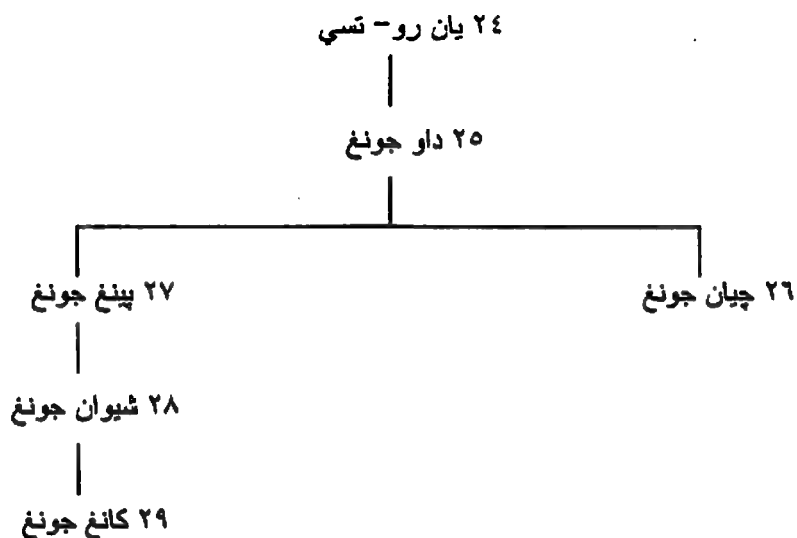 ٢٤ يان رو- تسي
٢٥ داو جونغ
٢٦ چيان جونغ
٢٧ پينغ جونغ
٢٨ شيوان جونغ
٢٩ كانغ جونغ